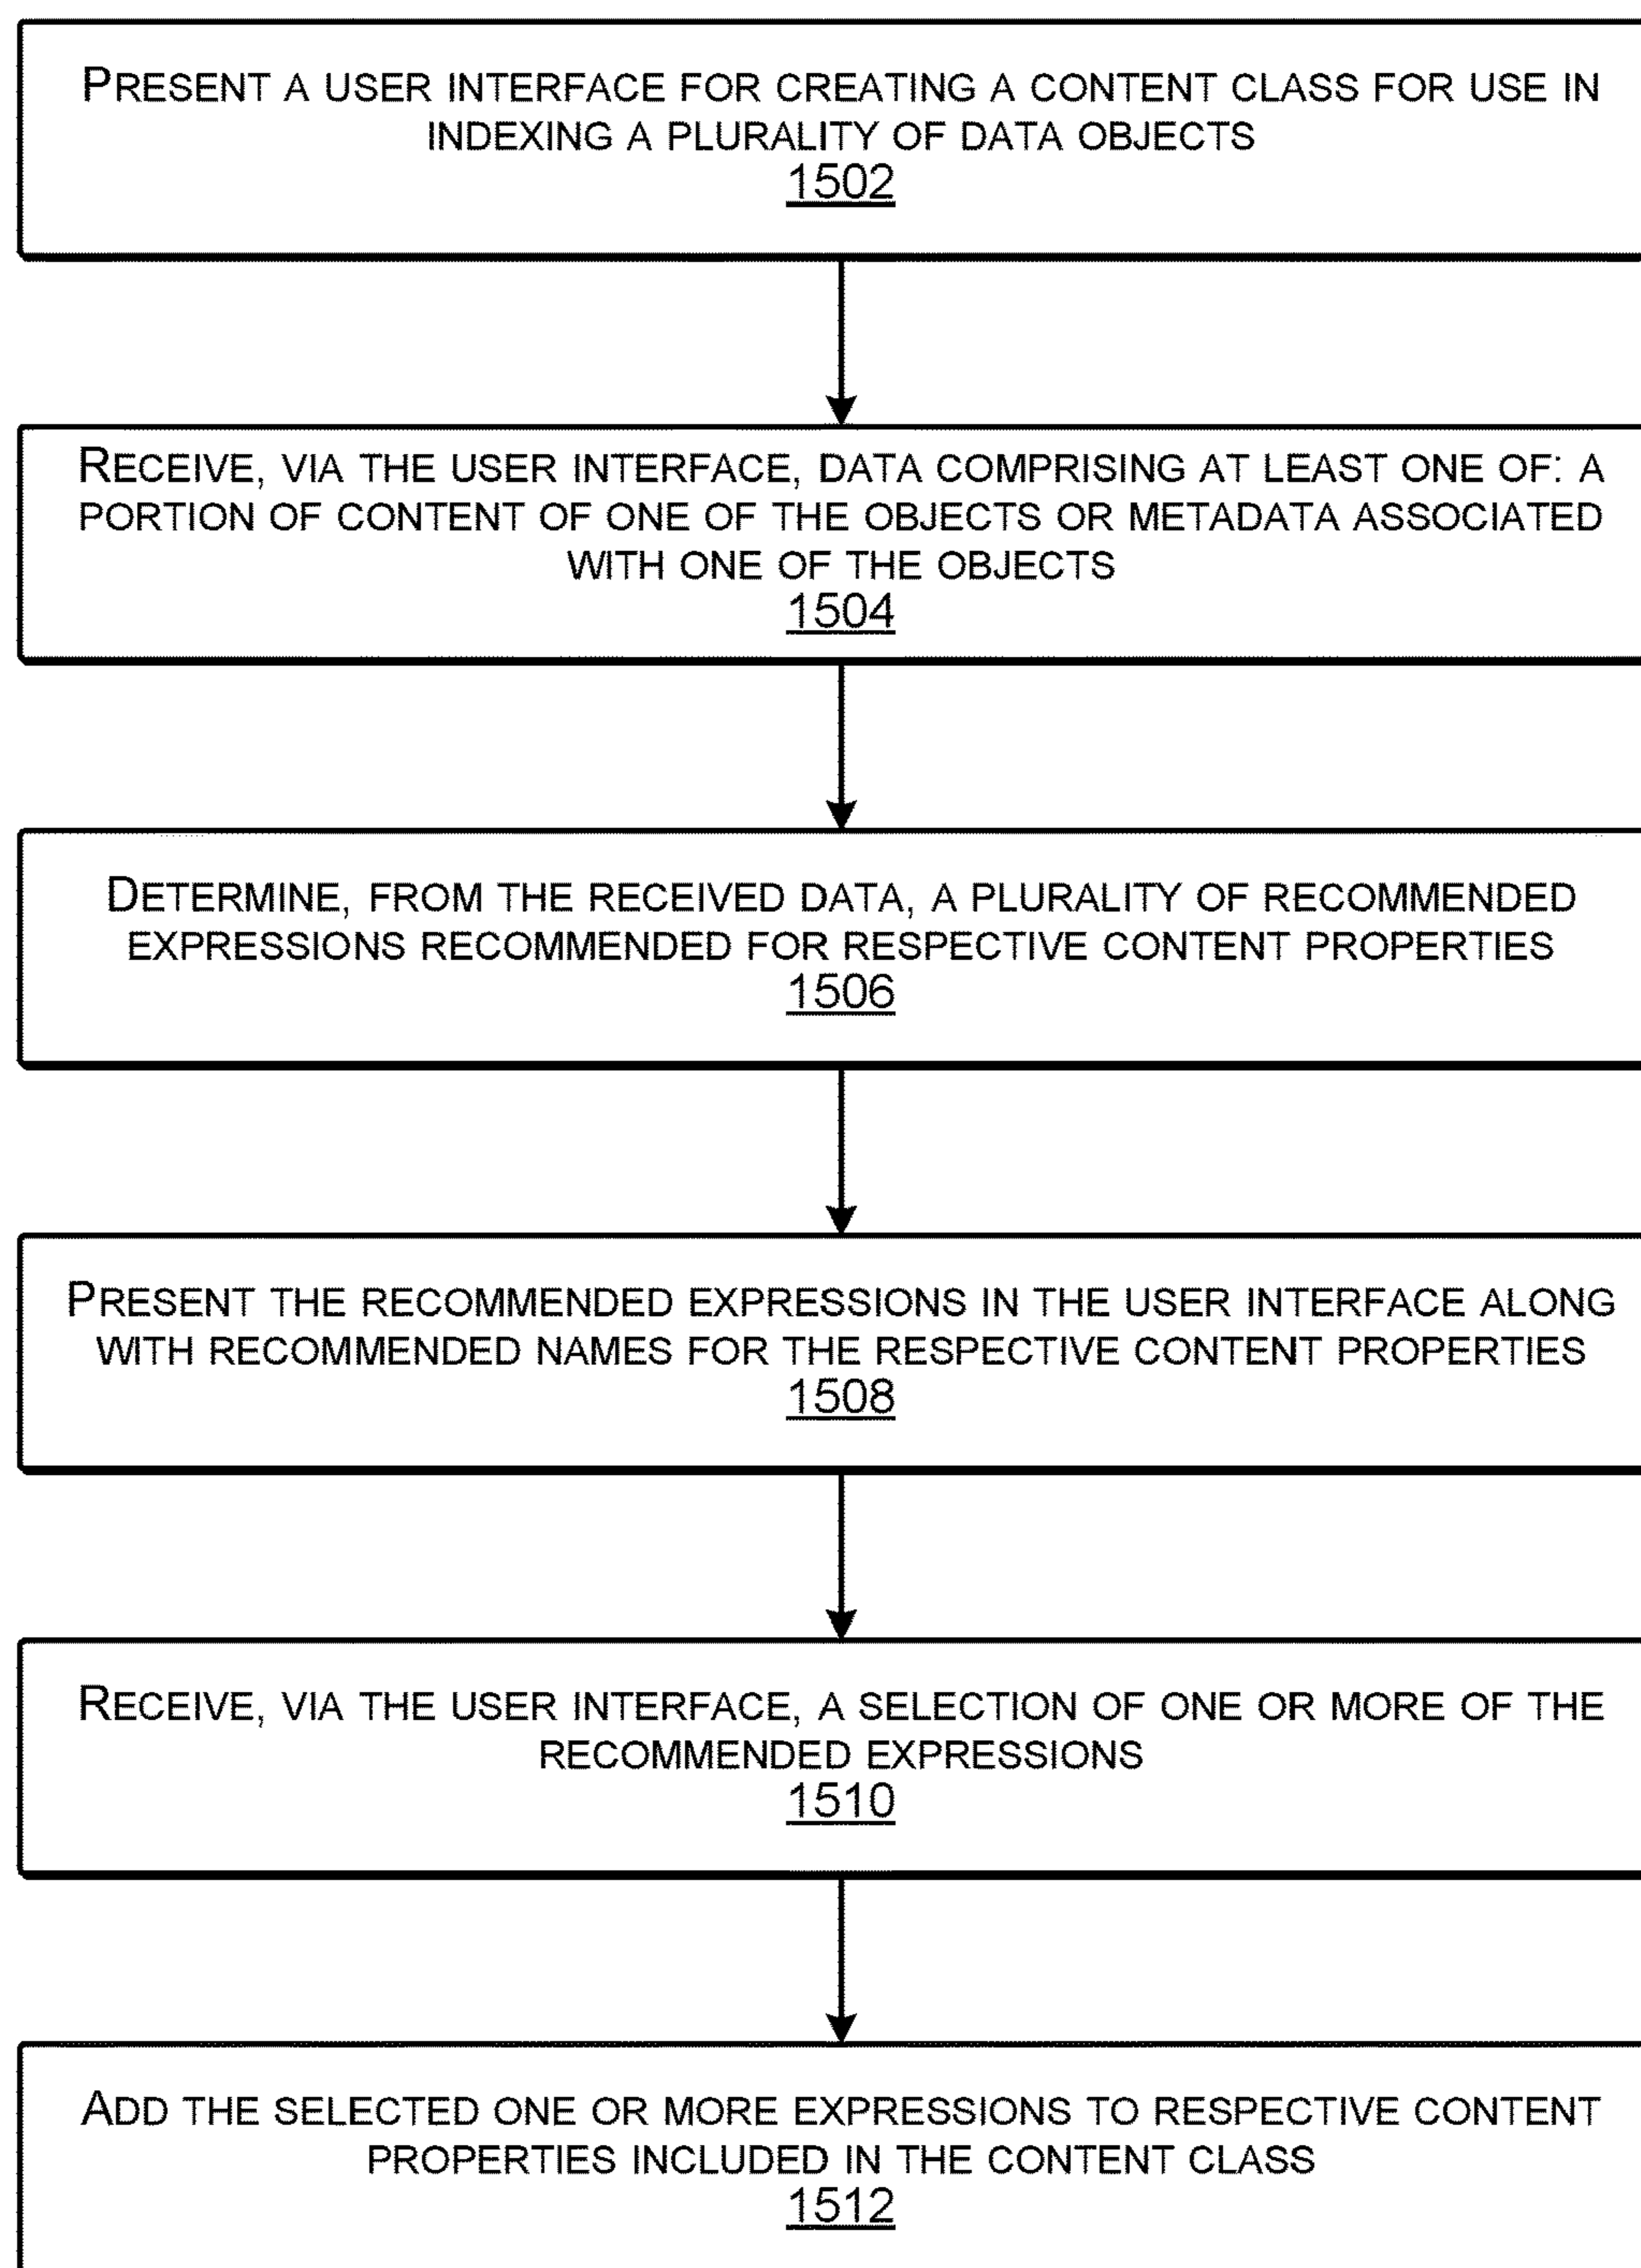 PRESENT A USER INTERFACE FOR CREATING A CONTENT CLASS FOR USE IN
INDEXING A PLURALITY OF DATA OBJECTS
1502
RECEIVE, VIA THE USER INTERFACE, DATA COMPRISING AT LEAST ONE OF: A
PORTION OF CONTENT OF ONE OF THE OBJECTS OR METADATA ASSOCIATED
WITH ONE OF THE OBJECTS
1504
DETERMINE, FROM THE RECEIVED DATA, A PLURALITY OF RECOMMENDED
EXPRESSIONS RECOMMENDED FOR RESPECTIVE CONTENT PROPERTIES
1506
PRESENT THE RECOMMENDED EXPRESSIONS IN THE USER INTERFACE ALONG
WITH RECOMMENDED NAMES FOR THE RESPECTIVE CONTENT PROPERTIES
1508
RECEIVE, VIA THE USER INTERFACE, A SELECTION OF ONE OR MORE OF THE
RECOMMENDED EXPRESSIONS
1510
ADD THE SELECTED ONE OR MORE EXPRESSIONS TO RESPECTIVE CONTENT
PROPERTIES INCLUDED IN THE CONTENT CLASS
1512